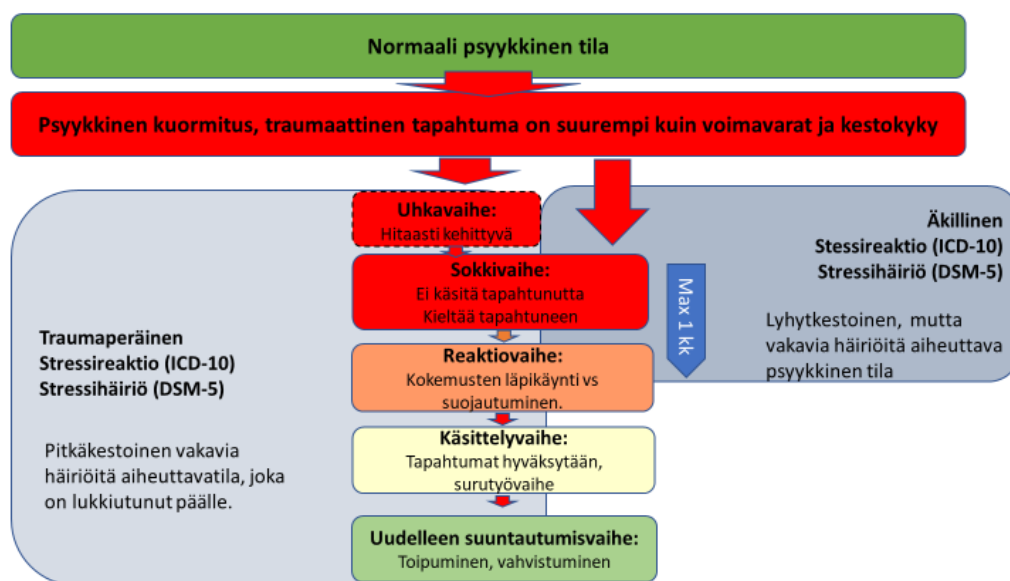 Normaali psyykkinen tila
Psyykkinen kuormitus, traumaattinen tapahtuma on suurempi kuin voimavarat ja kestokyky
Uhkavaihe:
Hitaasti kehittyvä
Sokkivaihe:
Ei käsitä tapahtunutta
Kieltää tapahtuneen
Reaktiovaihe:
Kokemusten läpikäynti vs
suojautuminen.
Käsittelyvaihe:
Tapahtumat hyväksytään,
surutyövaihe
Uudelleen suuntautumisvaihe:
Toipuminen, vahvistuminen
Traumaperäinen
Stressireaktio (ICD-10)
Stressihäiriö (DSM-5)
Pitkäkestoinen vakavia
häiriöitä aiheuttavatila, joka
on lukkiutunut päälle.
Äkillinen
Stessireaktio (ICD-10)
Stressihäiriö (DSM-5)
Max 1 kk
Lyhytkestoinen, mutta
vakavia häiriöitä aiheuttava
psyykkinen tila